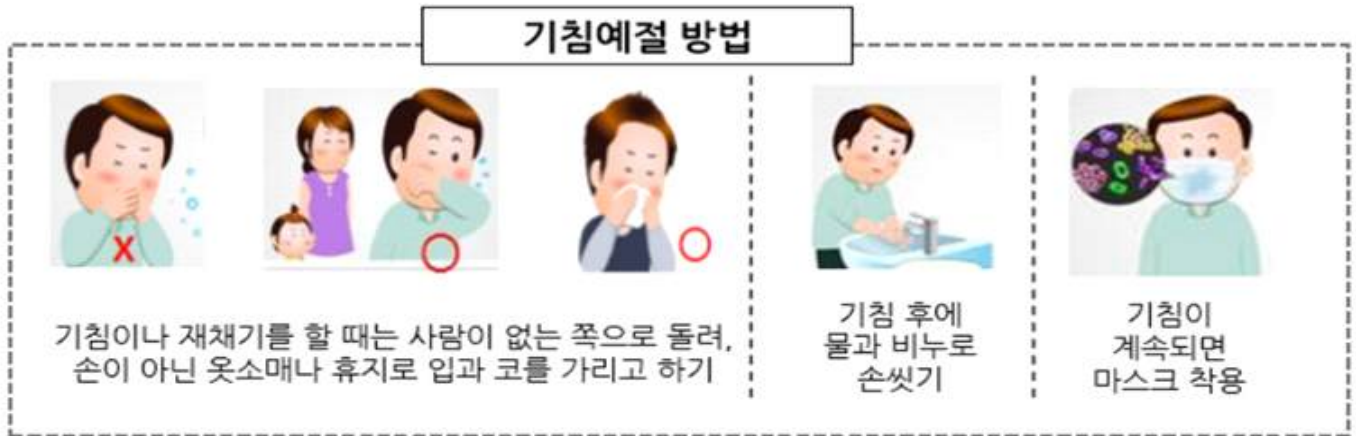 기침예절 방법
X
기침이나 재채기를 할 때는 사람이 없는 쪽으로 돌려,
손이 아닌 옷소매나 휴지로 입과 코를 가리고 하기
기침 후에
물과 비누로
손씻기
기침이
계속되면
마스크 착용